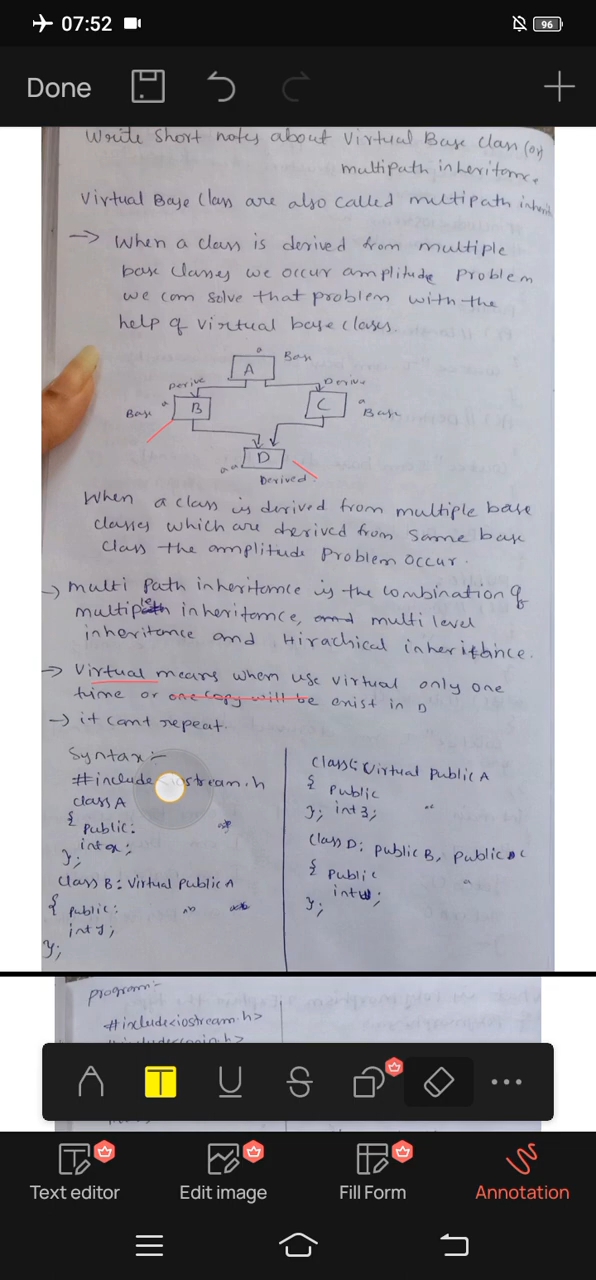 07:52
96
Done
Write short notes about Virtual Base Class (or)
multipath inheritance.
Virtual Base Class are also called multipath inherit
→ When a class is derived from multiple
base classes we occur amplitude problem
we can solve that problem with the
help of virtual base classes.
a Base
A
Derive Derive
Base a B C a Base
D
aa
Derived.
When a class is derived from multiple base
classes which are derived from same base
class the amplitude problem occur.
→ multi path inheritance is the combination of
multiple inheritance, and multi level
inheritance and Hirachical inheritance.
→ Virtual means when use virtual only one
time or one copy will be exist in D
→ it can't repeat.
Syntax:-
#include iostream.h
class A
{ public:
int x;
};
class B: Virtual public A
{ public:
int y;
};
class C: Virtual public A
{ public
}; int 3;
class D: public B, public C
{ public
int w;
};
program:-
#include<iostream.h>
Text editor
Edit image
Fill Form
Annotation